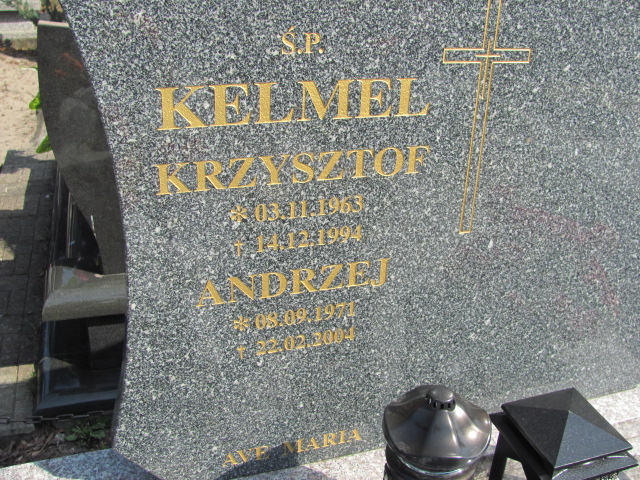 Ś.P.
KELMEL
KRZYSZTOF
* 03.11.1963
† 14.12.1994
ANDRZEJ
* 08.09.1971
† 22.02.2004
AVE MARIA